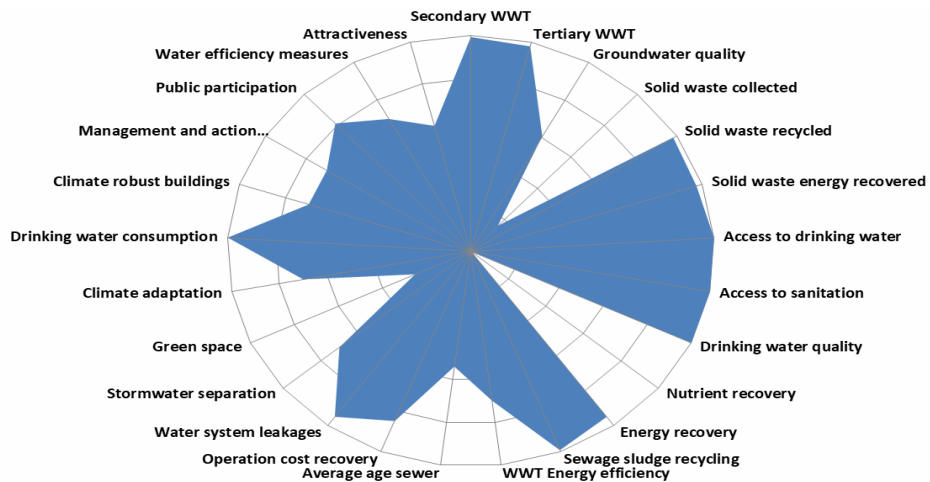 Secondary WWT
Tertiary WWT
Groundwater quality
Solid waste collected
Solid waste recycled
Solid waste energy recovered
Access to drinking water
Access to sanitation
Drinking water quality
Nutrient recovery
Energy recovery
Sewage sludge recycling
WWT Energy efficiency
Average age sewer
Operation cost recovery
Water system leakages
Stormwater separation
Green space
Climate adaptation
Drinking water consumption
Climate robust buildings
Management and action...
Public participation
Water efficiency measures
Attractiveness